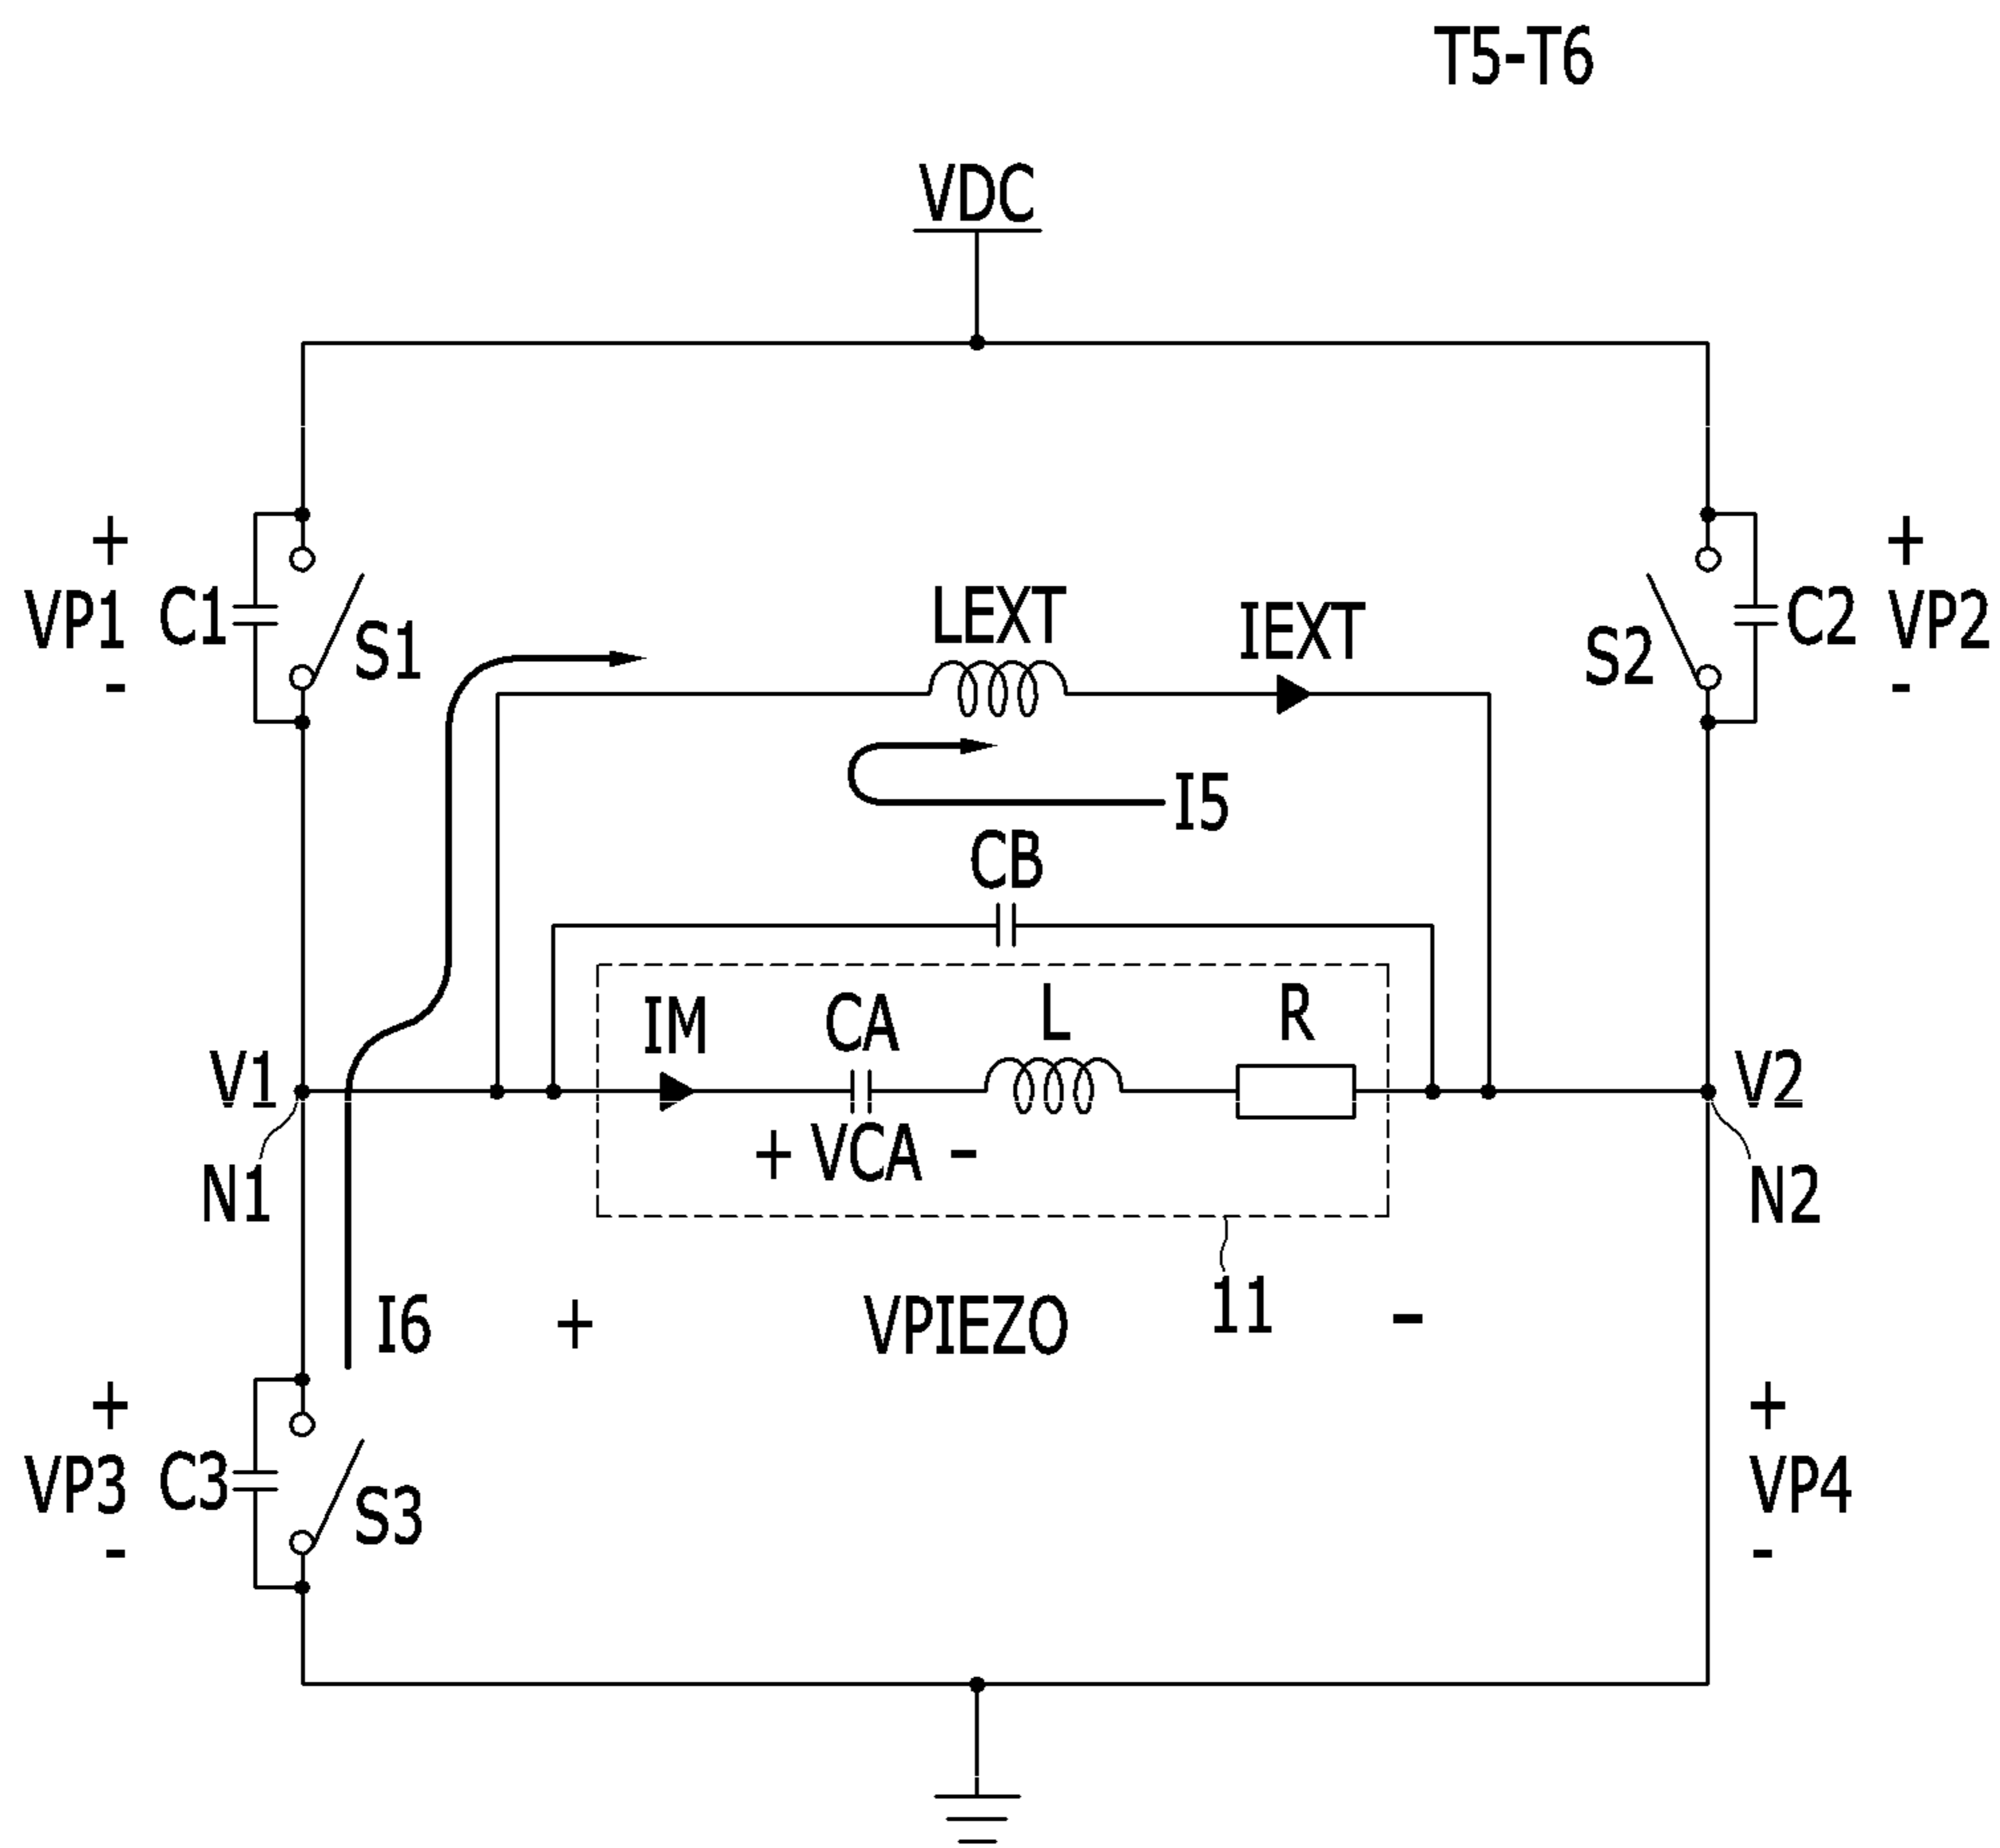 T5-T6
VDC
+
VP1 C1
-
S1
LEXT
IEXT
S2
+
C2 VP2
-
I5
CB
IM
CA
L
R
V1
V2
+ VCA -
N1
N2
I6
+
VPIEZO
11
-
+
VP3 C3
-
S3
+
VP4
-